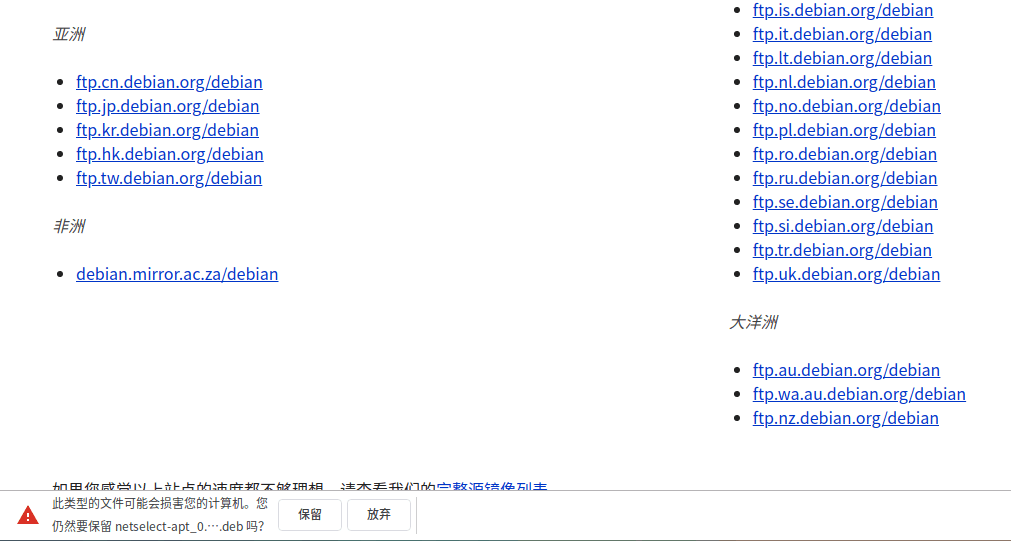 亚洲
ftp.cn.debian.org/debian
ftp.jp.debian.org/debian
ftp.kr.debian.org/debian
ftp.hk.debian.org/debian
ftp.tw.debian.org/debian
非洲
debian.mirror.ac.za/debian
ftp.is.debian.org/debian
ftp.it.debian.org/debian
ftp.lt.debian.org/debian
ftp.nl.debian.org/debian
ftp.no.debian.org/debian
ftp.pl.debian.org/debian
ftp.ro.debian.org/debian
ftp.ru.debian.org/debian
ftp.se.debian.org/debian
ftp.si.debian.org/debian
ftp.tr.debian.org/debian
ftp.uk.debian.org/debian
大洋洲
ftp.au.debian.org/debian
ftp.wa.au.debian.org/debian
ftp.nz.debian.org/debian
如果您感觉以上站点的速度都不够理想，请查看我们的完整源镜像列表
此类型的文件可能会损害您的计算机。您
仍然要保留 netselect-apt_0.….deb 吗？
保留
放弃